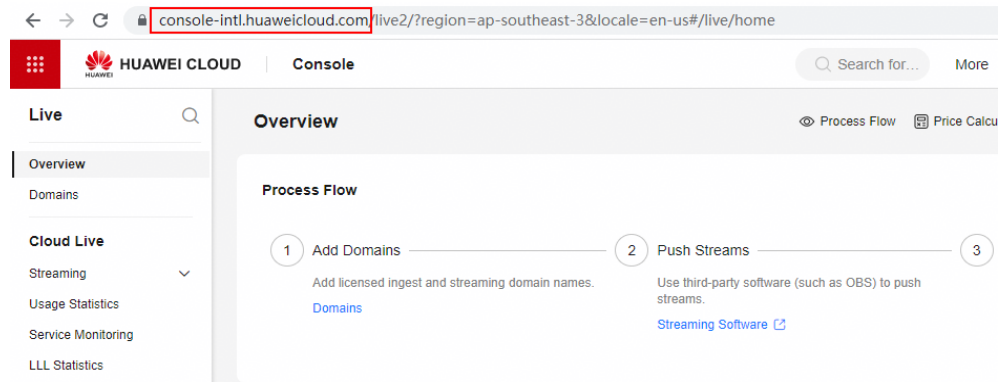 console-intl.huaweicloud.com/live2/?region=ap-southeast-3&locale=en-us#/live/home
HUAWEI
HUAWEI CLOUD
Console
Search for...
More
Live
Overview
Domains
Cloud Live
Streaming
Usage Statistics
Service Monitoring
LLL Statistics
Overview
Process Flow
Price Calcu
Process Flow
1
Add Domains
Add licensed ingest and streaming domain names.
Domains
2
Push Streams
Use third-party software (such as OBS) to push
streams.
Streaming Software
3